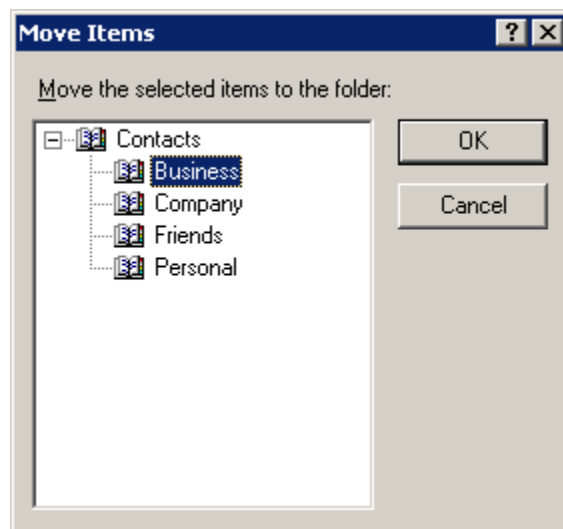 Move Items
Move the selected items to the folder:
Contacts
Business
Company
Friends
Personal
OK
Cancel